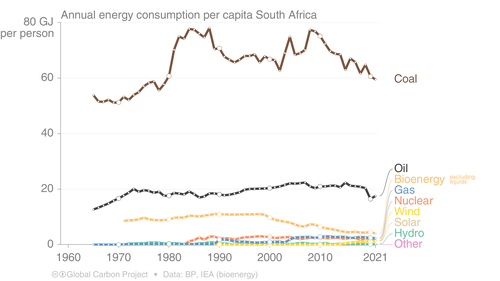 Annual energy consumption per capita South Africa
80 GJ
per person
60
40
20
0
Coal
Oil
Bioenergy excluding
liquids
Gas
Nuclear
Wind
Solar
Hydro
Other
1960 1970 1980 1990 2000 2010 2021
Global Carbon Project • Data: BP, IEA (bioenergy)